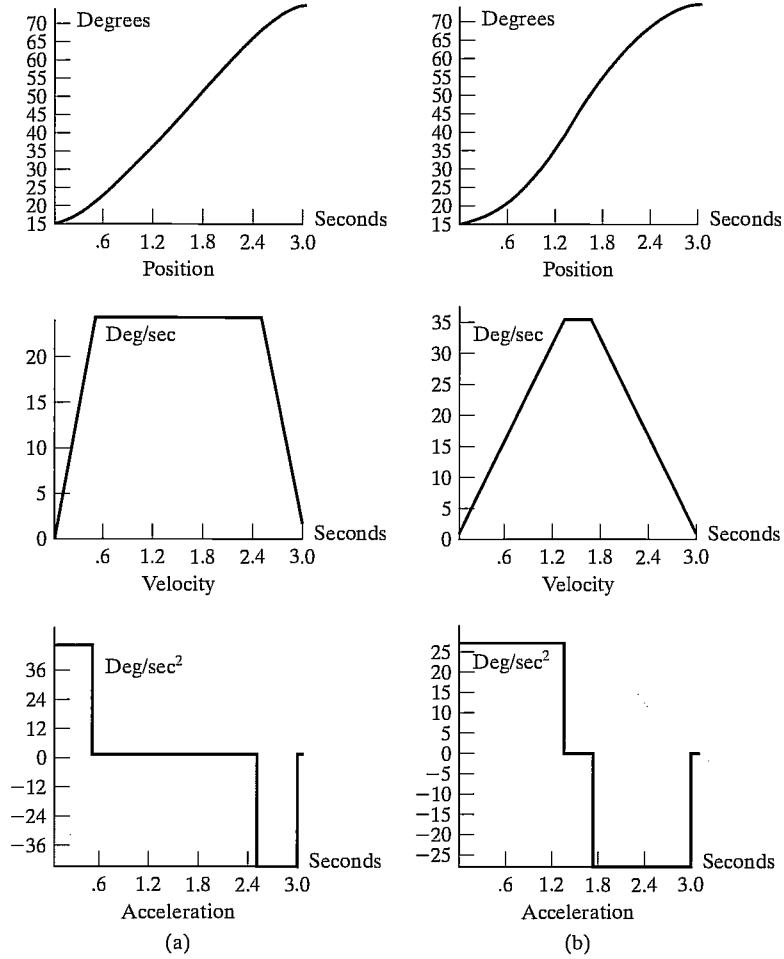 Degrees
70
65
60
55
50
45
40
35
30
25
20
15
.6 1.2 1.8 2.4 3.0
Seconds
Position
Degrees
70
65
60
55
50
45
40
35
30
25
20
15
.6 1.2 1.8 2.4 3.0
Seconds
Position
Deg/sec
20
15
10
5
0
.6 1.2 1.8 2.4 3.0
Seconds
Velocity
Deg/sec
35
30
25
20
15
10
5
0
.6 1.2 1.8 2.4 3.0
Seconds
Velocity
Deg/sec²
36
24
12
0
−12
−24
−36
.6 1.2 1.8 2.4 3.0
Seconds
Acceleration
(a)
Deg/sec²
25
20
15
10
5
0
−5
−10
−15
−20
−25
.6 1.2 1.8 2.4 3.0
Seconds
Acceleration
(b)